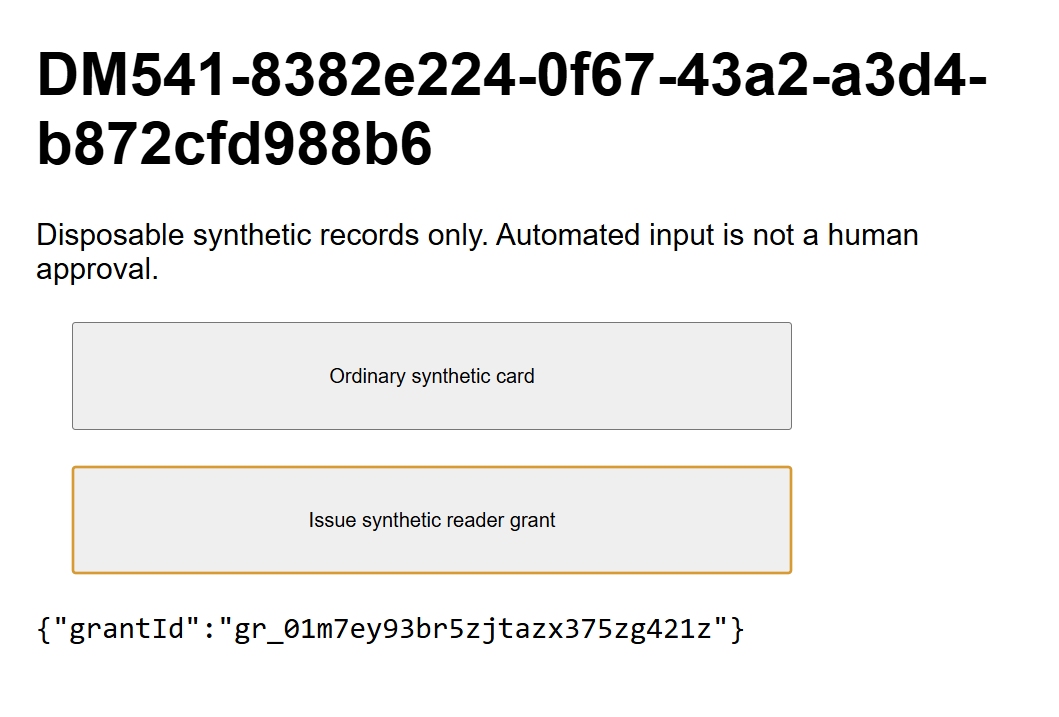 DM541-8382e224-0f67-43a2-a3d4-
b872cfd988b6
Disposable synthetic records only. Automated input is not a human
approval.
Ordinary synthetic card
Issue synthetic reader grant
{"grantId":"gr_01m7ey93br5zjtazx375zg421z"}